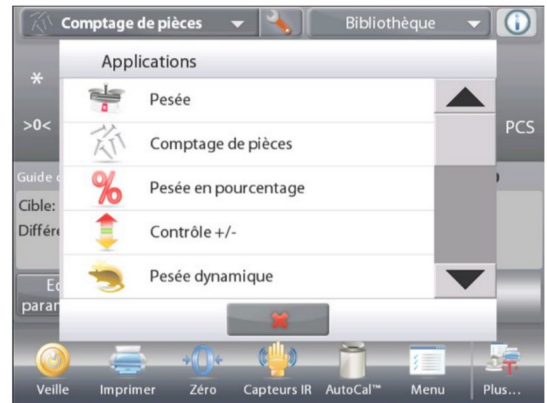 Comptage de pièces
Bibliothèque
Applications
*
Pesée
>0<
PCS
Comptage de pièces
Guide
Pesée en pourcentage
Cible:
Contrôle +/-
Pesée dynamique
Veille
Imprimer
Zéro
Capteurs IR
AutoCal™
Menu
Plus...